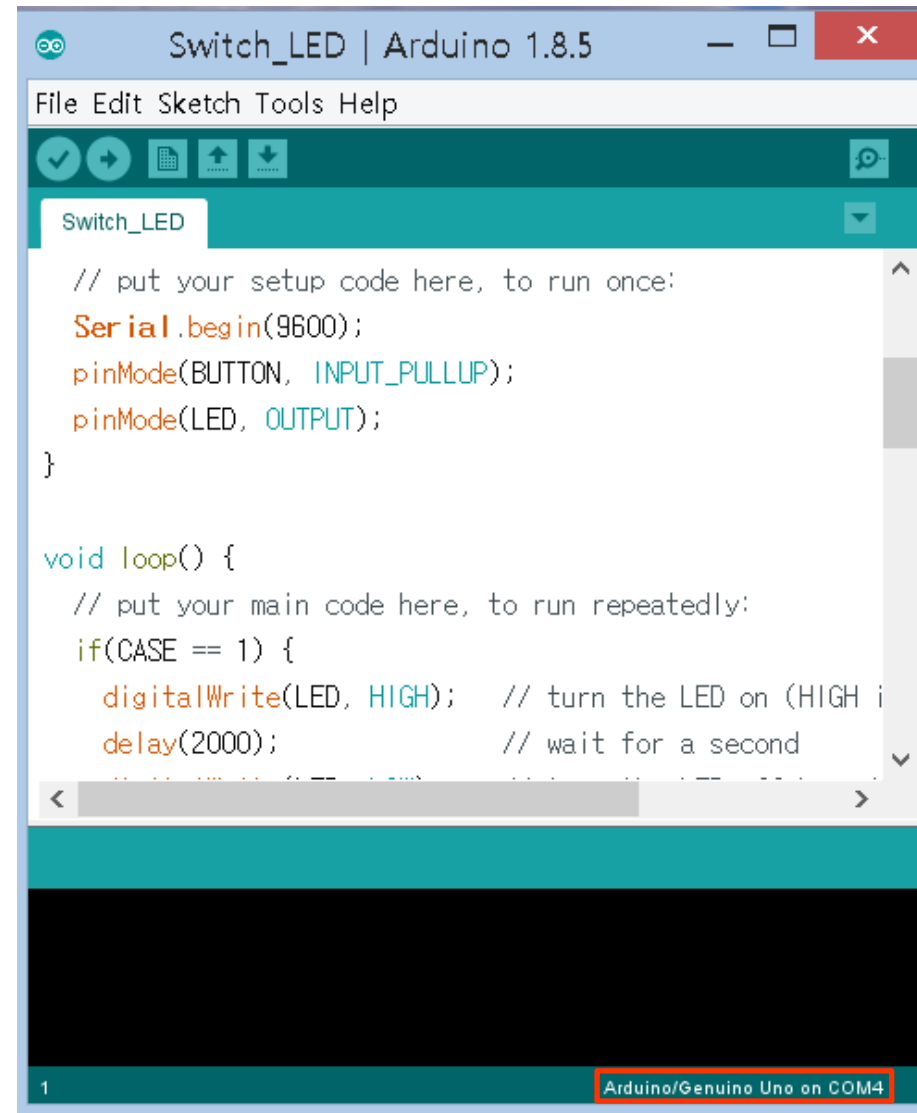 Switch_LED | Arduino 1.8.5
File Edit Sketch Tools Help
Switch_LED
// put your setup code here, to run once:
Serial.begin(9600);
pinMode(BUTTON, INPUT_PULLUP);
pinMode(LED, OUTPUT);
}
void loop() {
// put your main code here, to run repeatedly:
if(CASE == 1) {
digitalWrite(LED, HIGH);   // turn the LED on (HIGH i
delay(2000);               // wait for a second
1
Arduino/Genuino Uno on COM4